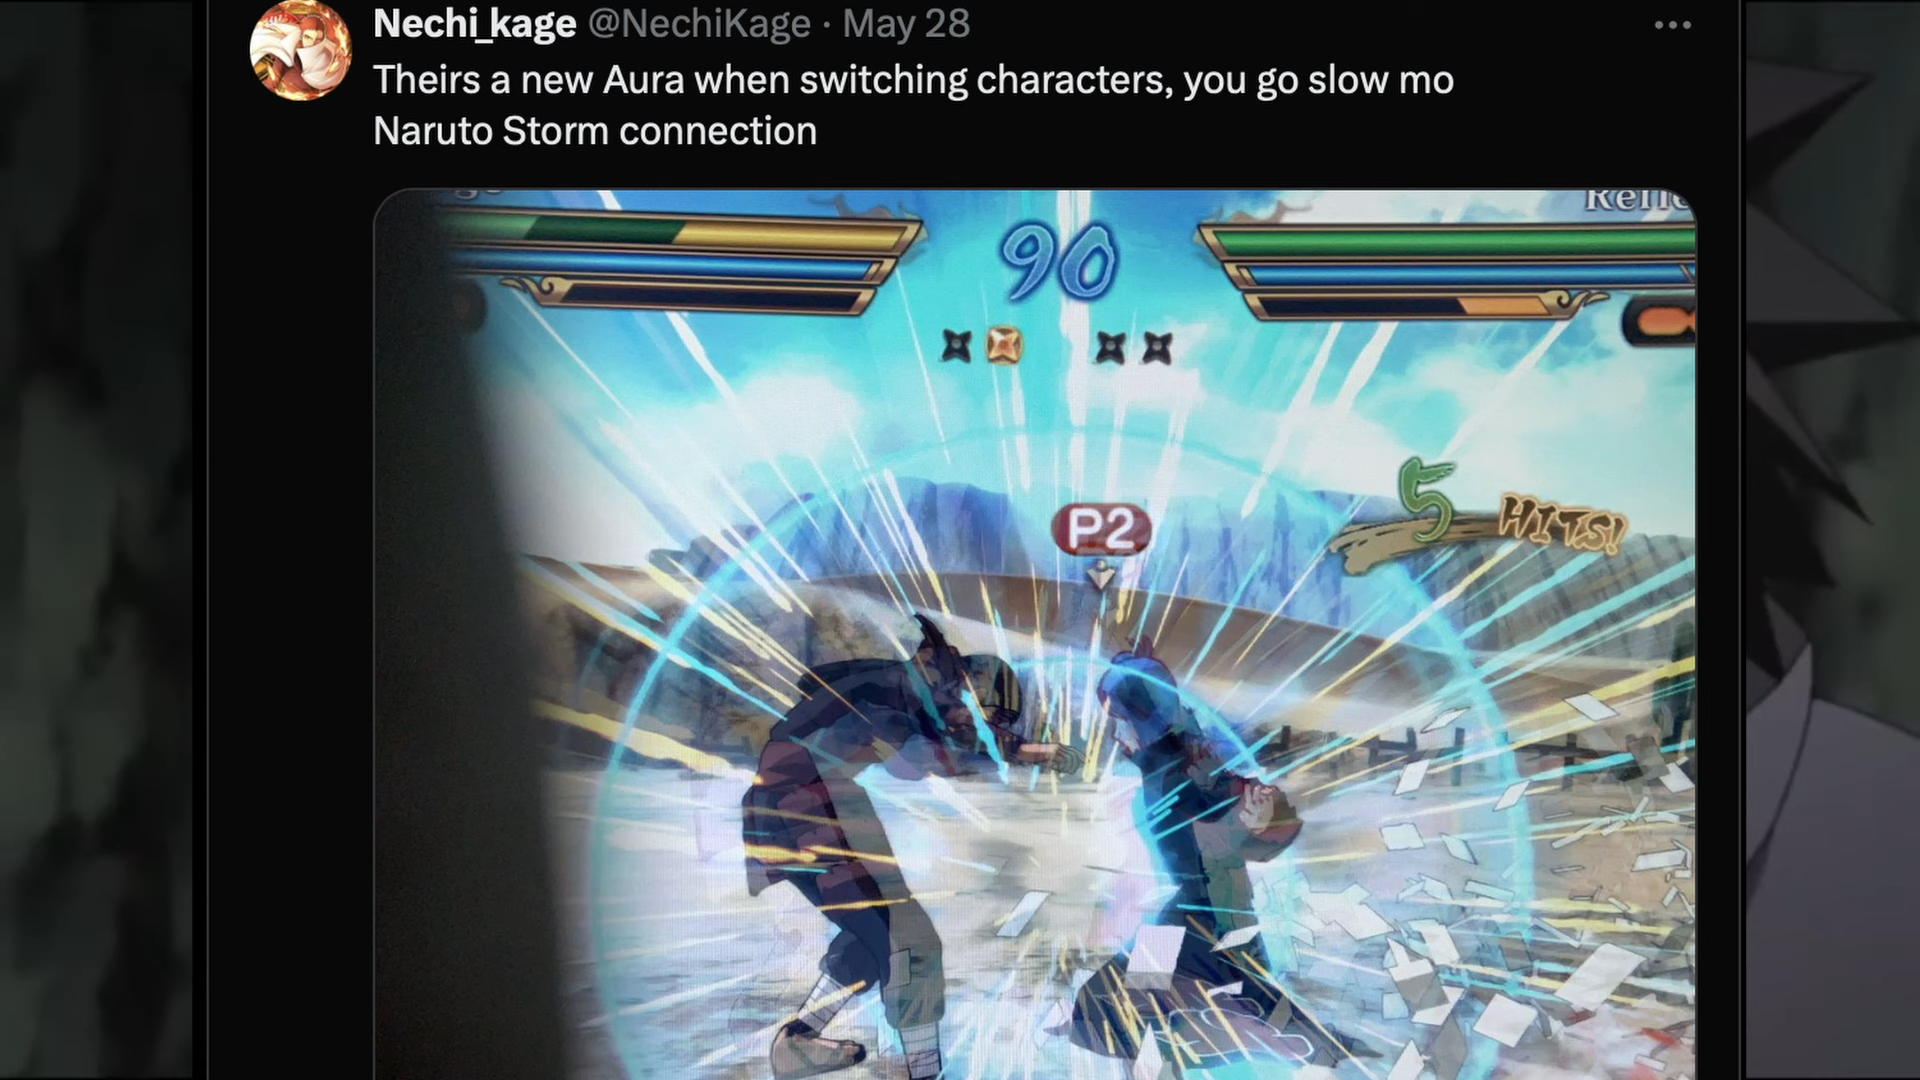 Nechi_kage @NechiKage · May 28
Theirs a new Aura when switching characters, you go slow mo
Naruto Storm connection
90
P2
5 HITS!